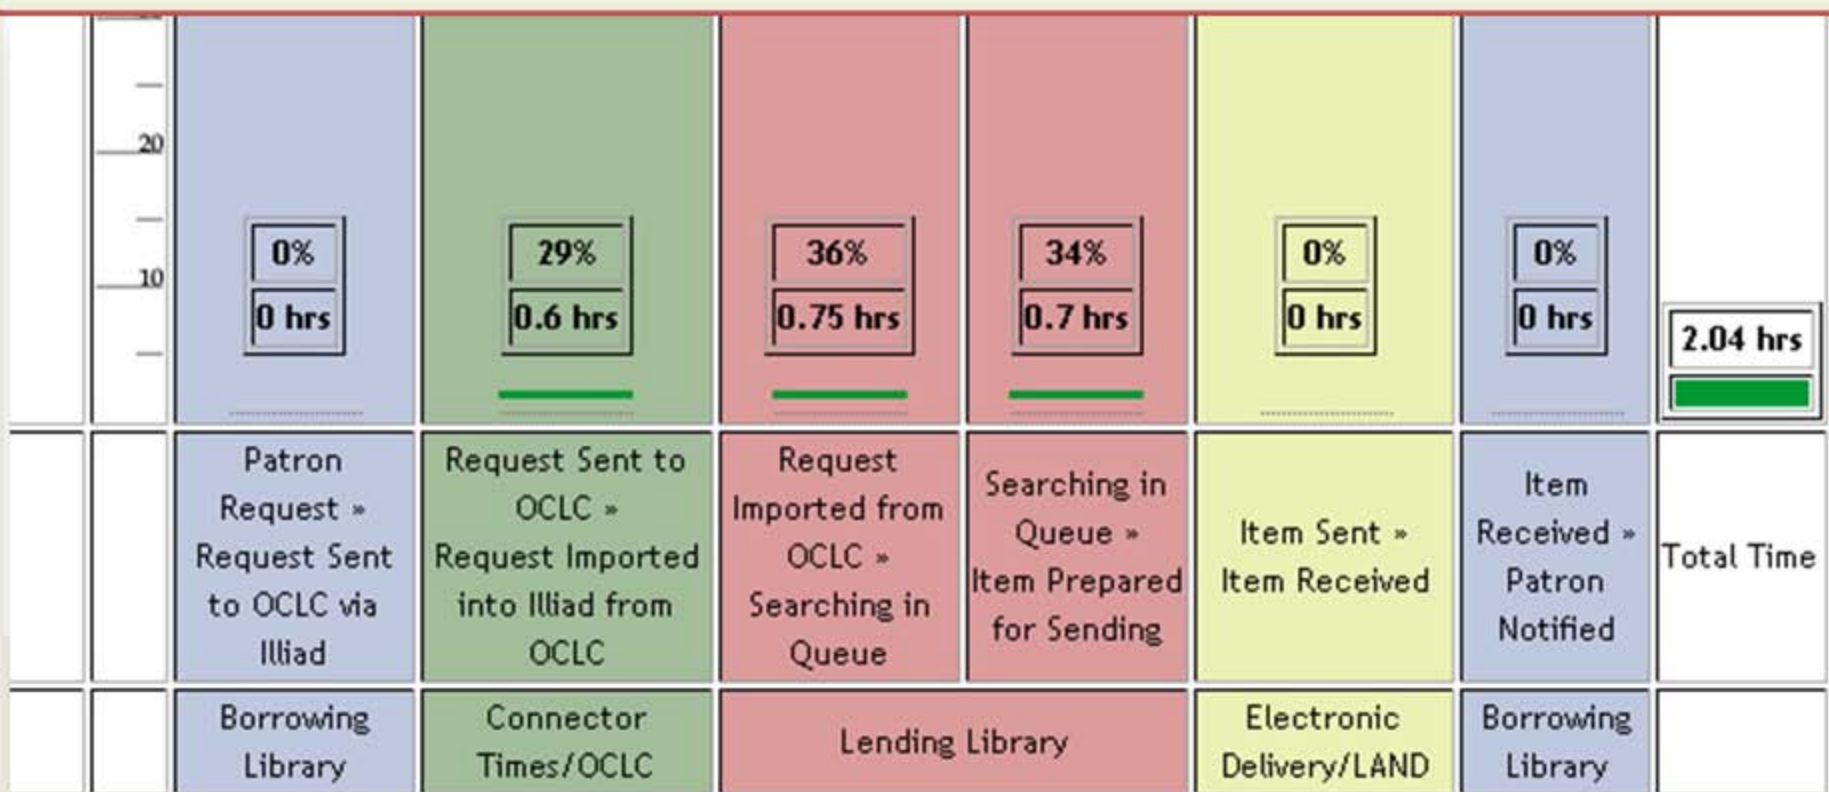 20
10
0%
0 hrs
29%
0.6 hrs
36%
0.75 hrs
34%
0.7 hrs
0%
0 hrs
0%
0 hrs
2.04 hrs
Patron
Request »
Request Sent
to OCLC via
Illiad
Request Sent to
OCLC »
Request Imported
into Illiad from
OCLC
Request
Imported from
OCLC »
Searching in
Queue
Searching in
Queue »
Item Prepared
for Sending
Item Sent »
Item Received
Item
Received »
Patron
Notified
Total Time
Borrowing
Library
Connector
Times/OCLC
Lending Library
Electronic
Delivery/LAND
Borrowing
Library